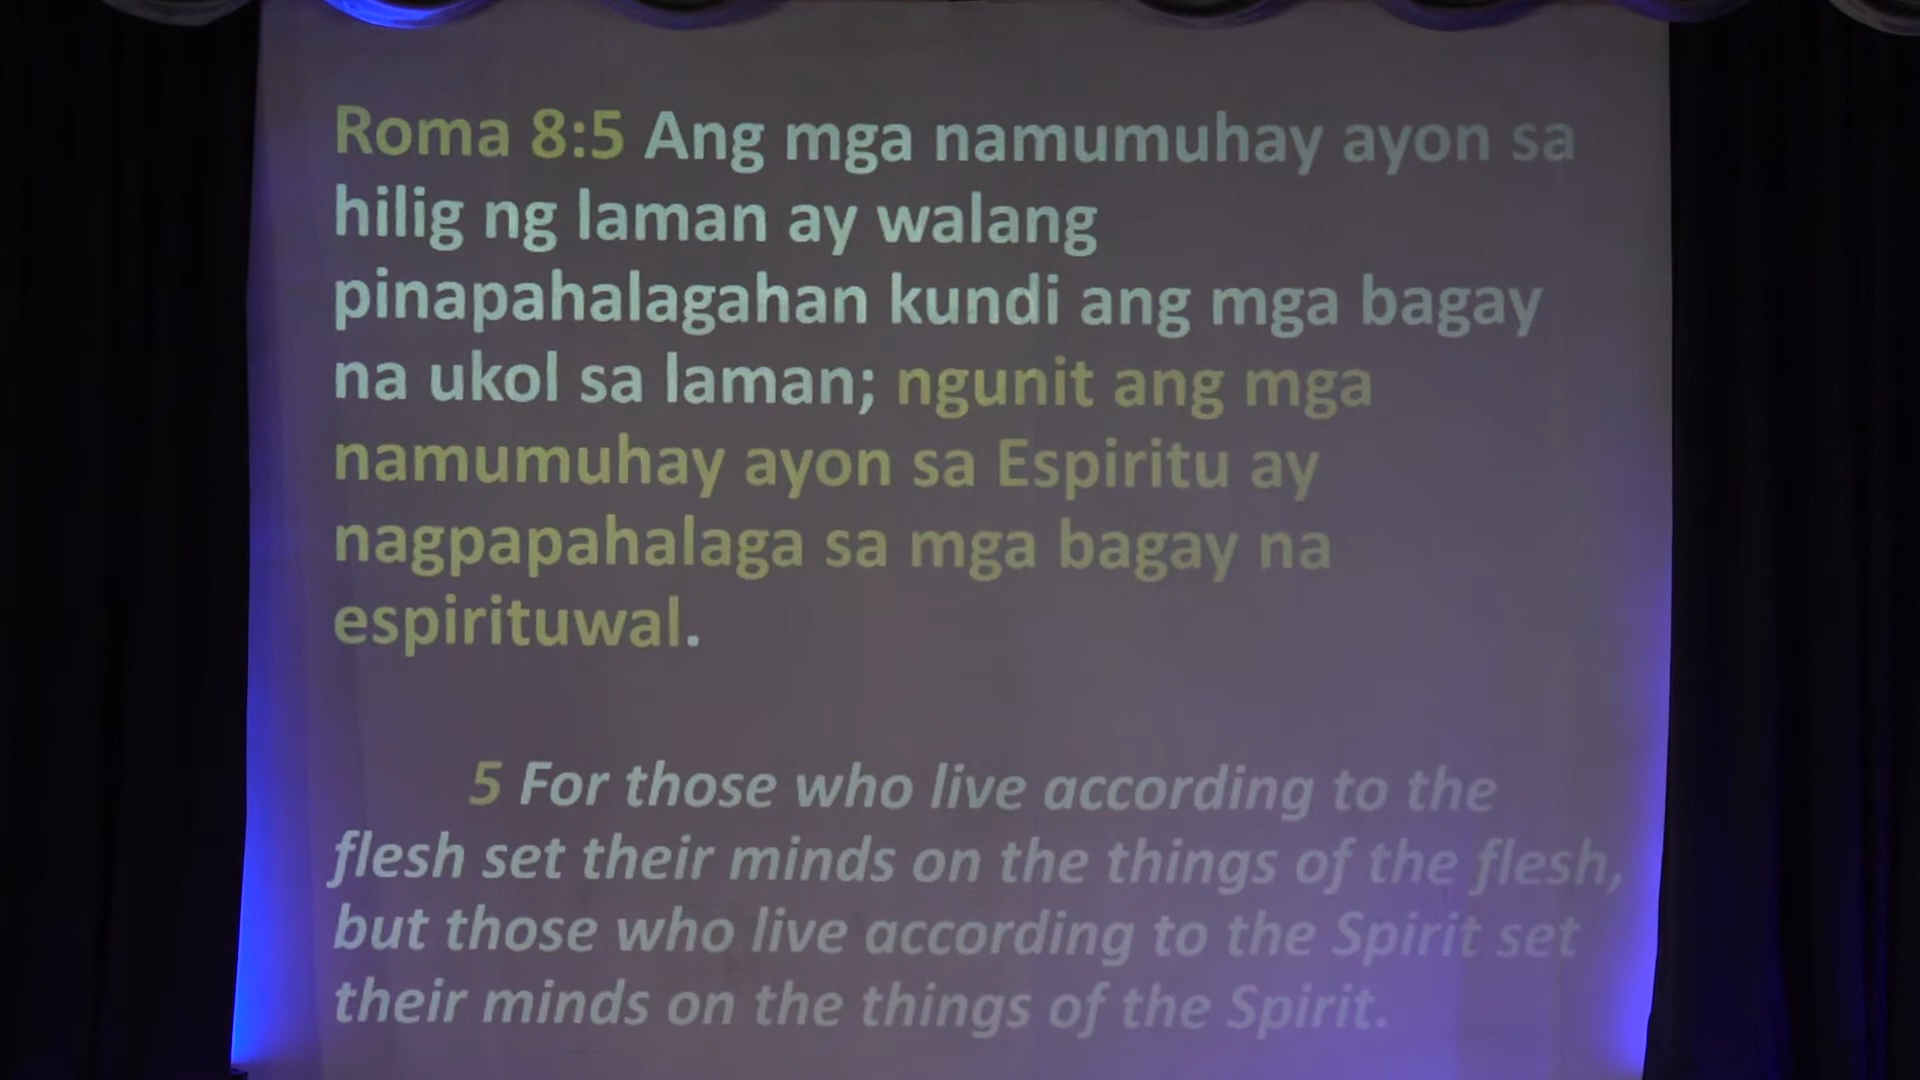 Roma 8:5 Ang mga namumuhay ayon sa
hilig ng laman ay walang
pinapahalagahan kundi ang mga bagay
na ukol sa laman; ngunit ang mga
namumuhay ayon sa Espiritu ay
nagpapahalaga sa mga bagay na
espirituwal.
5 For those who live according to the
flesh set their minds on the things of the flesh,
but those who live according to the Spirit set
their minds on the things of the Spirit.